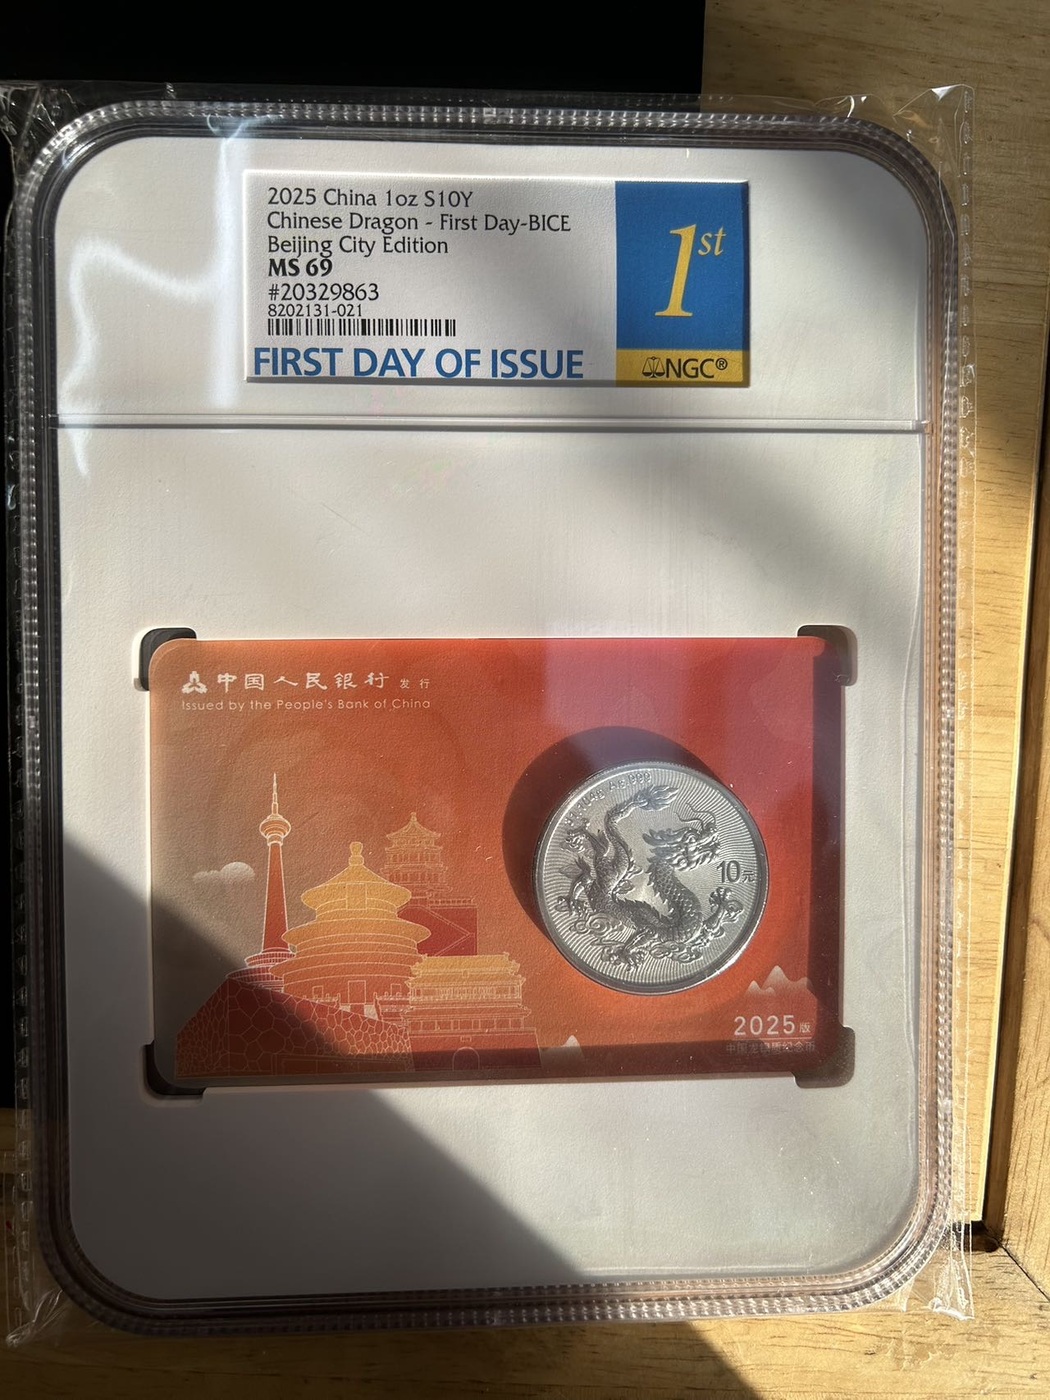 2025 China 1oz S10Y
Chinese Dragon - First Day-BICE
Beijing City Edition
MS 69
#20329863
8202131-021
FIRST DAY OF ISSUE
1st
NGC®
中国人民银行 发行
Issued by the People's Bank of China
Ag 999
10元
2025版